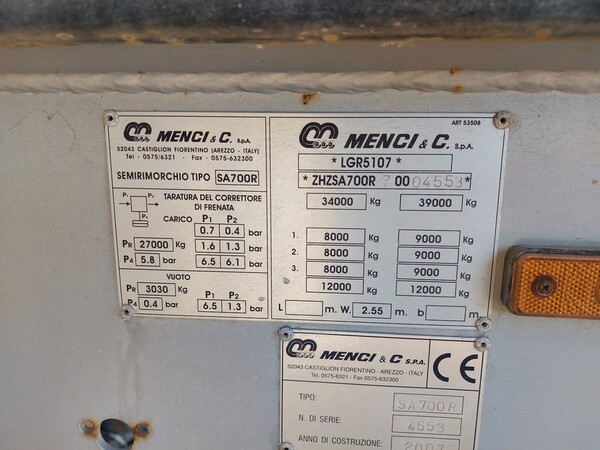 MENCI & C. S.p.A.
52043 CASTIGLION FIORENTINO (AREZZO - ITALY)
Tel - 0575/6321 - Fax - 0575-632300
SEMIRIMORCHIO TIPO SA700R
TARATURA DEL CORRETTORE
DI FRENATA
CARICO P1 P2
0.7 0.4 bar
PR 27000 Kg 1.6 1.3 bar
P4 5.8 bar 6.5 6.1 bar
VUOTO
PR 3030 Kg P1 P2
P4 0.4 bar 6.5 1.3 bar
ART 53508
MENCI & C. S.p.A.
* LGR5107 *
* ZHZSA700R 7 00 04553 *
34000 39000
Kg Kg
1. 8000 Kg 9000 Kg
2. 8000 Kg 9000 Kg
3. 8000 Kg 9000 Kg
12000 Kg 12000 Kg
L m. W. 2.55 m. b m.
MENCI & C S.P.A.
52043 CASTIGLION FIORENTINO - AREZZO - ITALY
Tel. 0575-6321 - Fax 0575-632300
CE
TIPO: SA700R
N. DI SERIE: 4553
ANNO DI COSTRUZIONE: 2007